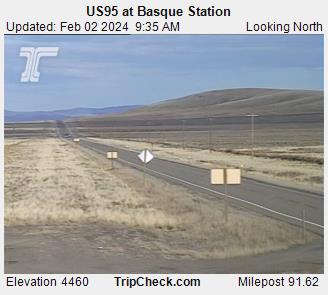 US95 at Basque Station
Updated: Feb 02 2024 9:35 AM Looking North
Elevation 4460 TripCheck.com Milepost 91.62